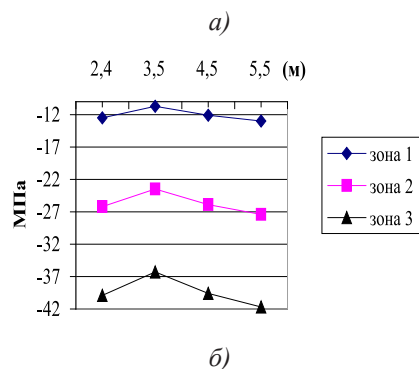 а)
2,4 3,5 4,5 5,5 (м)
-12
-17
-22
-27
-32
-37
-42
МПа
зона 1
зона 2
зона 3
б)